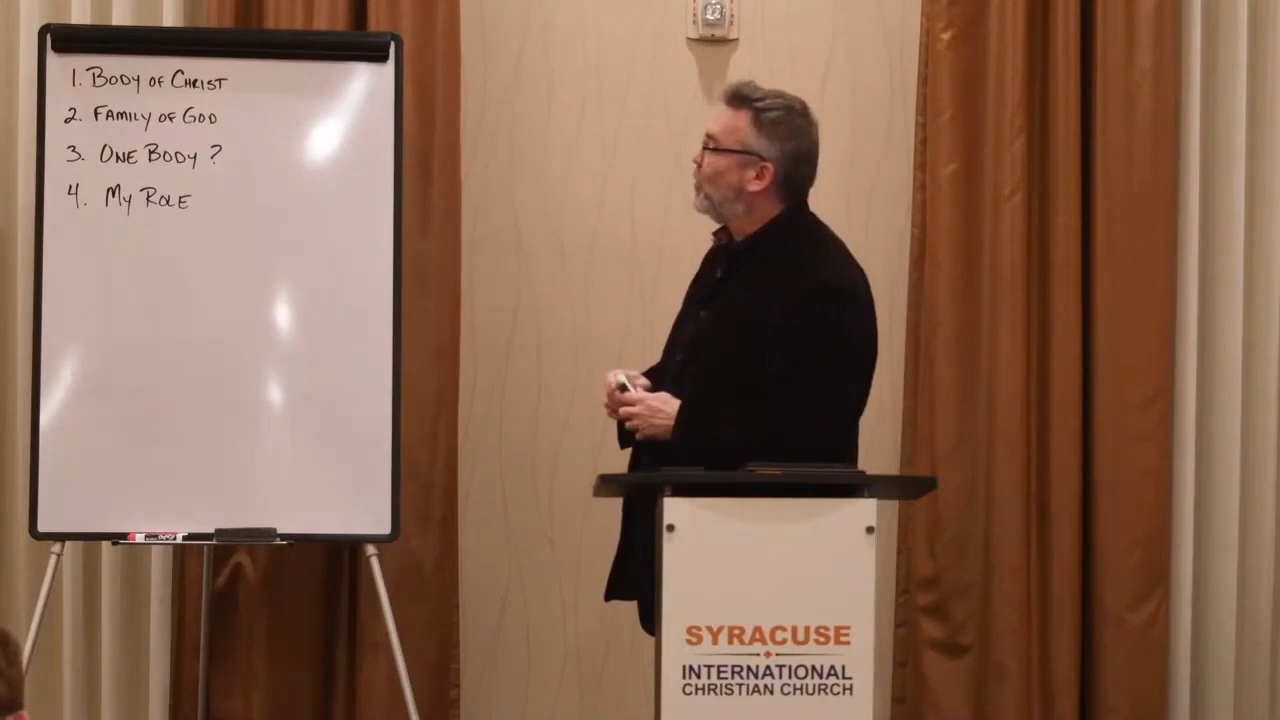 1. BODY OF CHRIST
2. FAMILY OF GOD
3. ONE BODY ?
4. MY ROLE
SYRACUSE
INTERNATIONAL
CHRISTIAN CHURCH